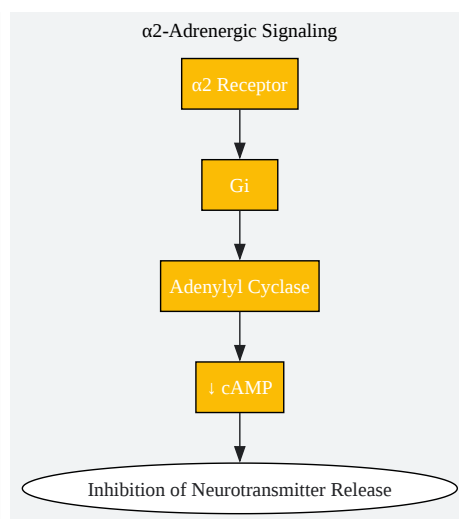 α2-Adrenergic Signaling
α2 Receptor
Gi
Adenylyl Cyclase
↓ cAMP
Inhibition of Neurotransmitter Release